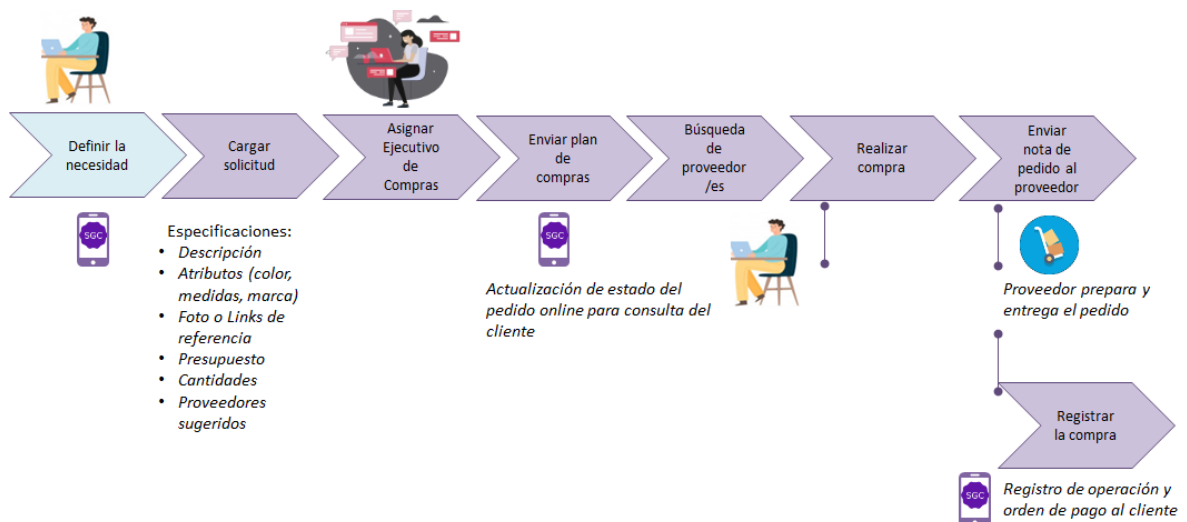 Definir la
necesidad
Cargar
solicitud
Asignar
Ejecutivo
de
Compras
Enviar plan
de
compras
Búsqueda
de
proveedor
/es
Realizar
compra
Enviar
nota de
pedido al
proveedor
SGC
Especificaciones:
• Descripción
• Atributos (color,
medidas, marca)
• Foto o Links de
referencia
• Presupuesto
• Cantidades
• Proveedores
sugeridos
SGC
Actualización de estado del
pedido online para consulta del
cliente
Proveedor prepara y
entrega el pedido
Registrar
la compra
SGC
Registro de operación y
orden de pago al cliente